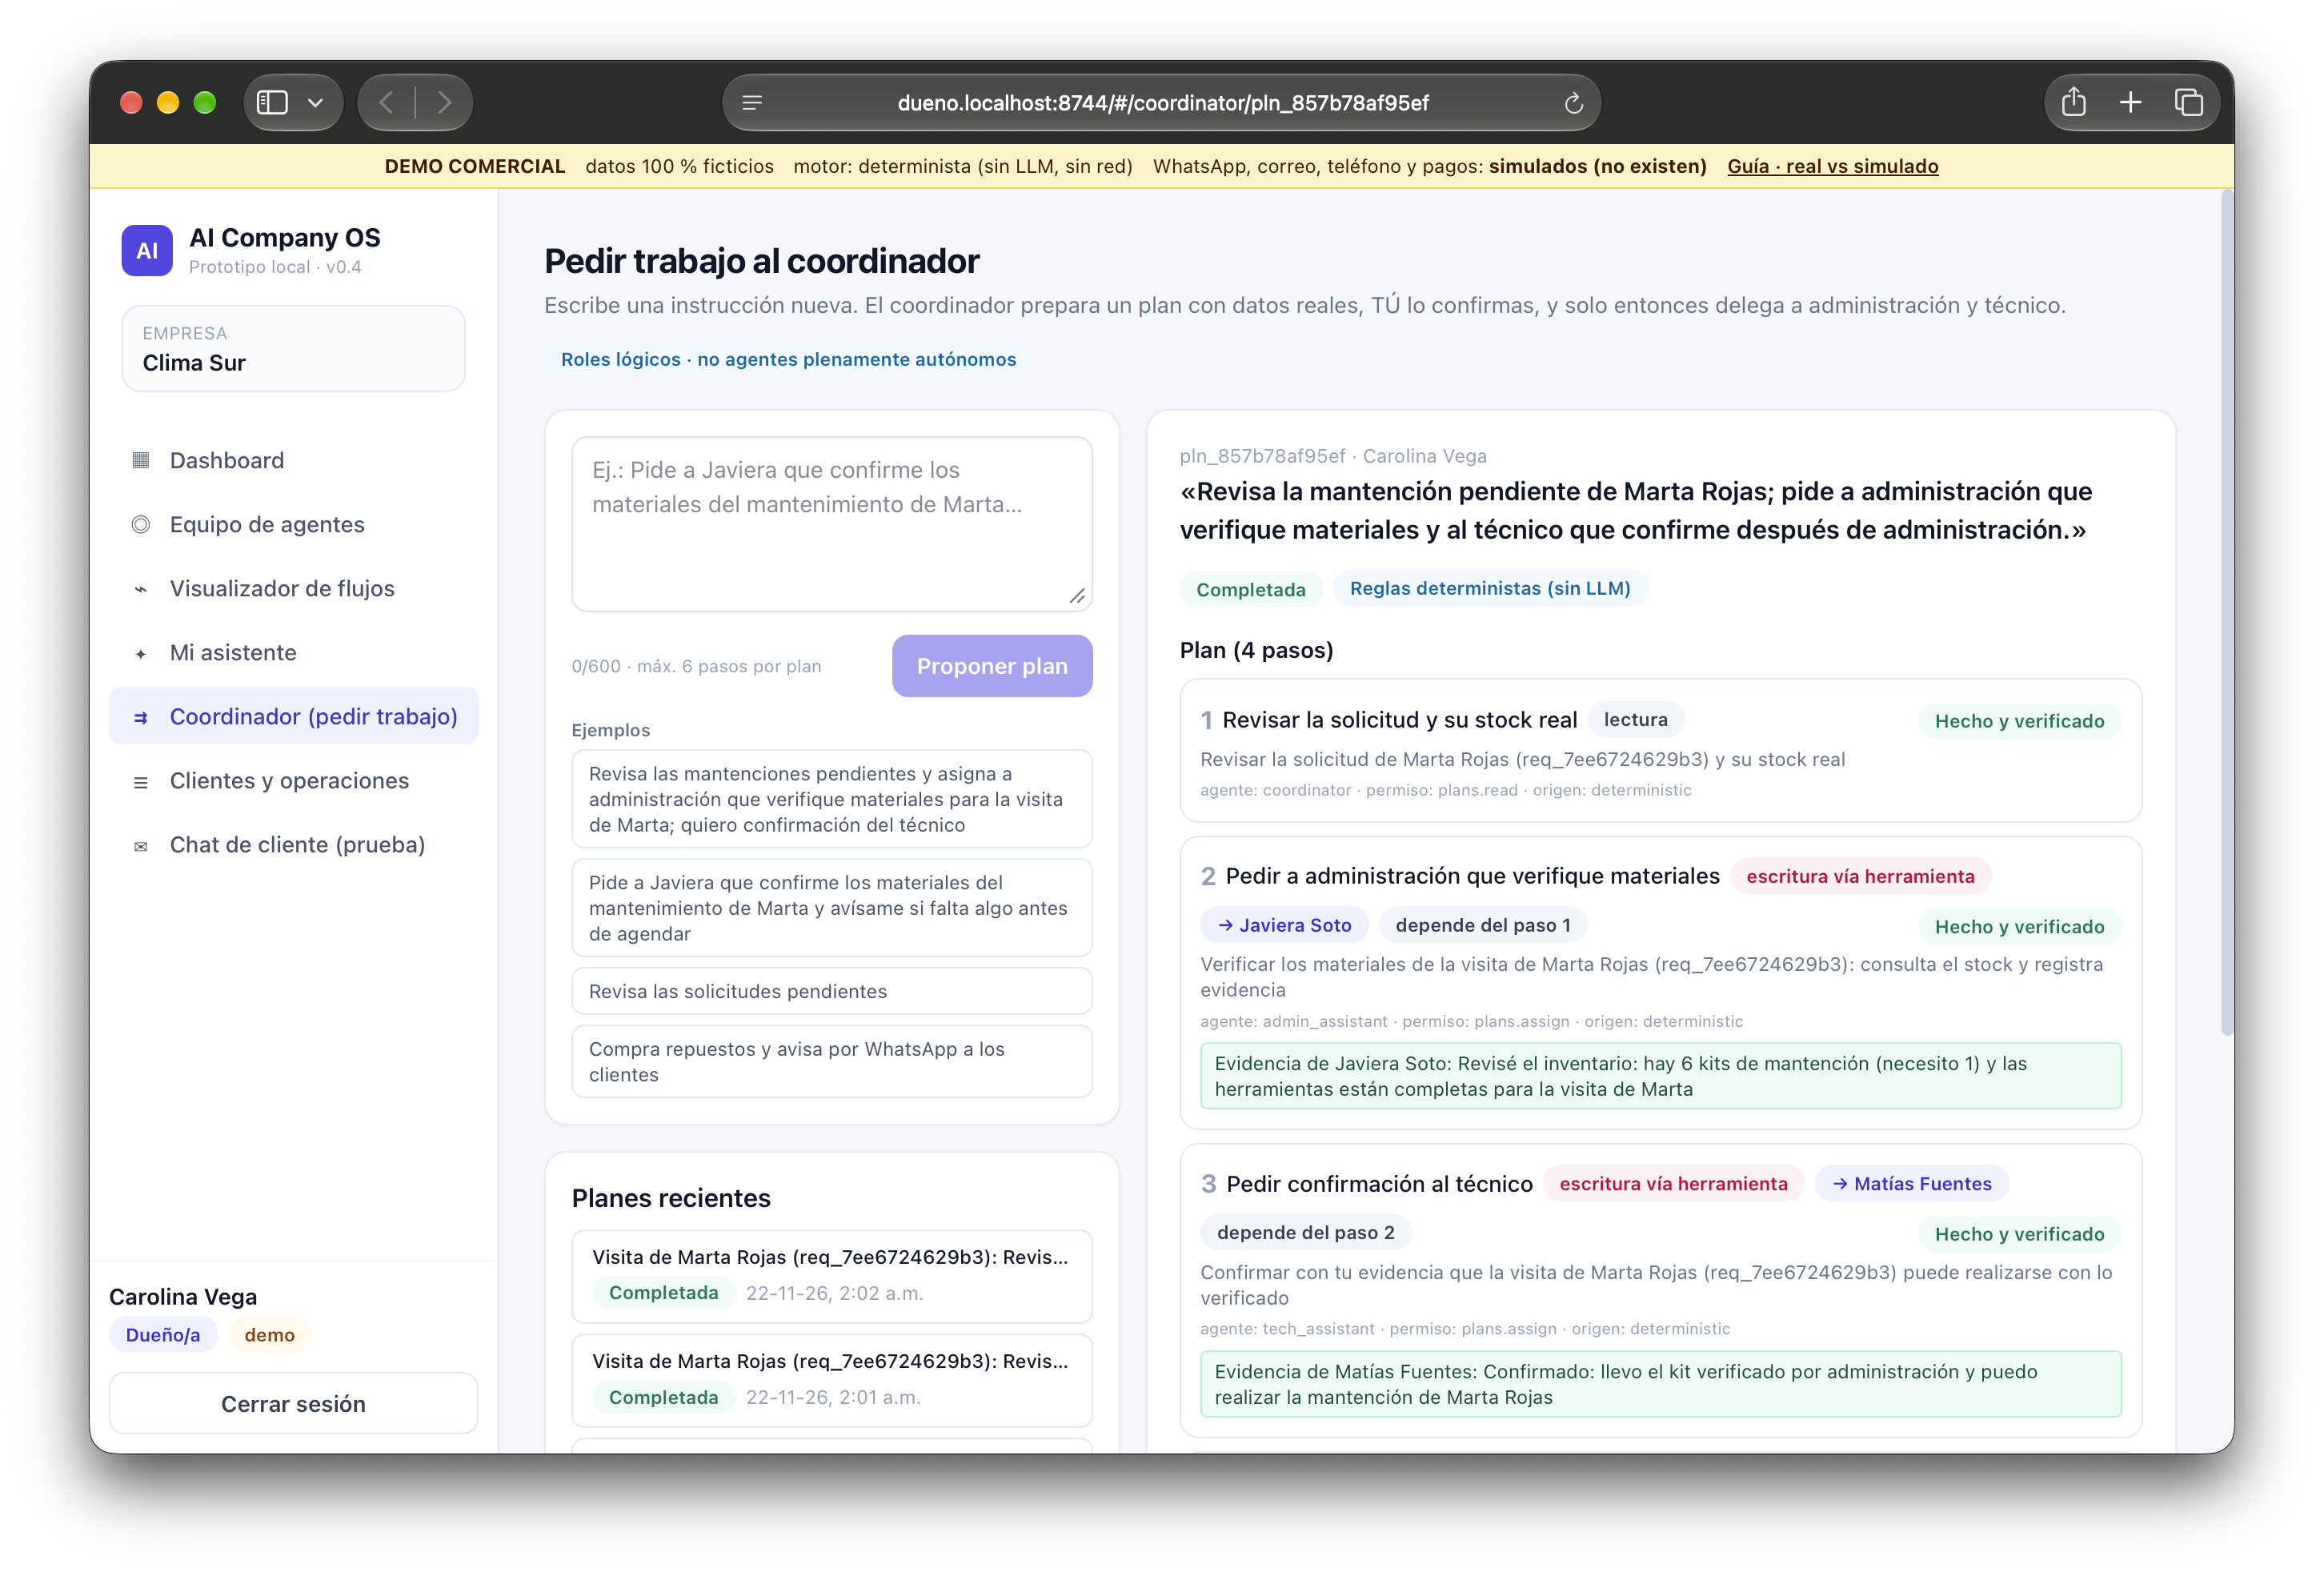 dueno.localhost:8744/#/coordinator/pln_857b78af95ef
DEMO COMERCIAL datos 100 % ficticios motor: determinista (sin LLM, sin red) WhatsApp, correo, teléfono y pagos: simulados (no existen) Guía · real vs simulado
AI
AI Company OS
Prototipo local · v0.4
EMPRESA
Clima Sur
Dashboard
Equipo de agentes
Visualizador de flujos
Mi asistente
Coordinador (pedir trabajo)
Clientes y operaciones
Chat de cliente (prueba)
Carolina Vega
Dueño/a demo
Cerrar sesión
Pedir trabajo al coordinador
Escribe una instrucción nueva. El coordinador prepara un plan con datos reales, TÚ lo confirmas, y solo entonces delega a administración y técnico.
Roles lógicos · no agentes plenamente autónomos
Ej.: Pide a Javiera que confirme los
materiales del mantenimiento de Marta...
0/600 · máx. 6 pasos por plan
Proponer plan
Ejemplos
Revisa las mantenciones pendientes y asigna a
administración que verifique materiales para la visita
de Marta; quiero confirmación del técnico
Pide a Javiera que confirme los materiales del
mantenimiento de Marta y avísame si falta algo antes
de agendar
Revisa las solicitudes pendientes
Compra repuestos y avisa por WhatsApp a los
clientes
Planes recientes
Visita de Marta Rojas (req_7ee6724629b3): Revis...
Completada 22-11-26, 2:02 a.m.
Visita de Marta Rojas (req_7ee6724629b3): Revis...
Completada 22-11-26, 2:01 a.m.
pln_857b78af95ef · Carolina Vega
«Revisa la mantención pendiente de Marta Rojas; pide a administración que
verifique materiales y al técnico que confirme después de administración.»
Completada Reglas deterministas (sin LLM)
Plan (4 pasos)
1 Revisar la solicitud y su stock real lectura Hecho y verificado
Revisar la solicitud de Marta Rojas (req_7ee6724629b3) y su stock real
agente: coordinator · permiso: plans.read · origen: deterministic
2 Pedir a administración que verifique materiales escritura vía herramienta
→ Javiera Soto depende del paso 1 Hecho y verificado
Verificar los materiales de la visita de Marta Rojas (req_7ee6724629b3): consulta el stock y registra
evidencia
agente: admin_assistant · permiso: plans.assign · origen: deterministic
Evidencia de Javiera Soto: Revisé el inventario: hay 6 kits de mantención (necesito 1) y las
herramientas están completas para la visita de Marta
3 Pedir confirmación al técnico escritura vía herramienta → Matías Fuentes
depende del paso 2 Hecho y verificado
Confirmar con tu evidencia que la visita de Marta Rojas (req_7ee6724629b3) puede realizarse con lo
verificado
agente: tech_assistant · permiso: plans.assign · origen: deterministic
Evidencia de Matías Fuentes: Confirmado: llevo el kit verificado por administración y puedo
realizar la mantención de Marta Rojas